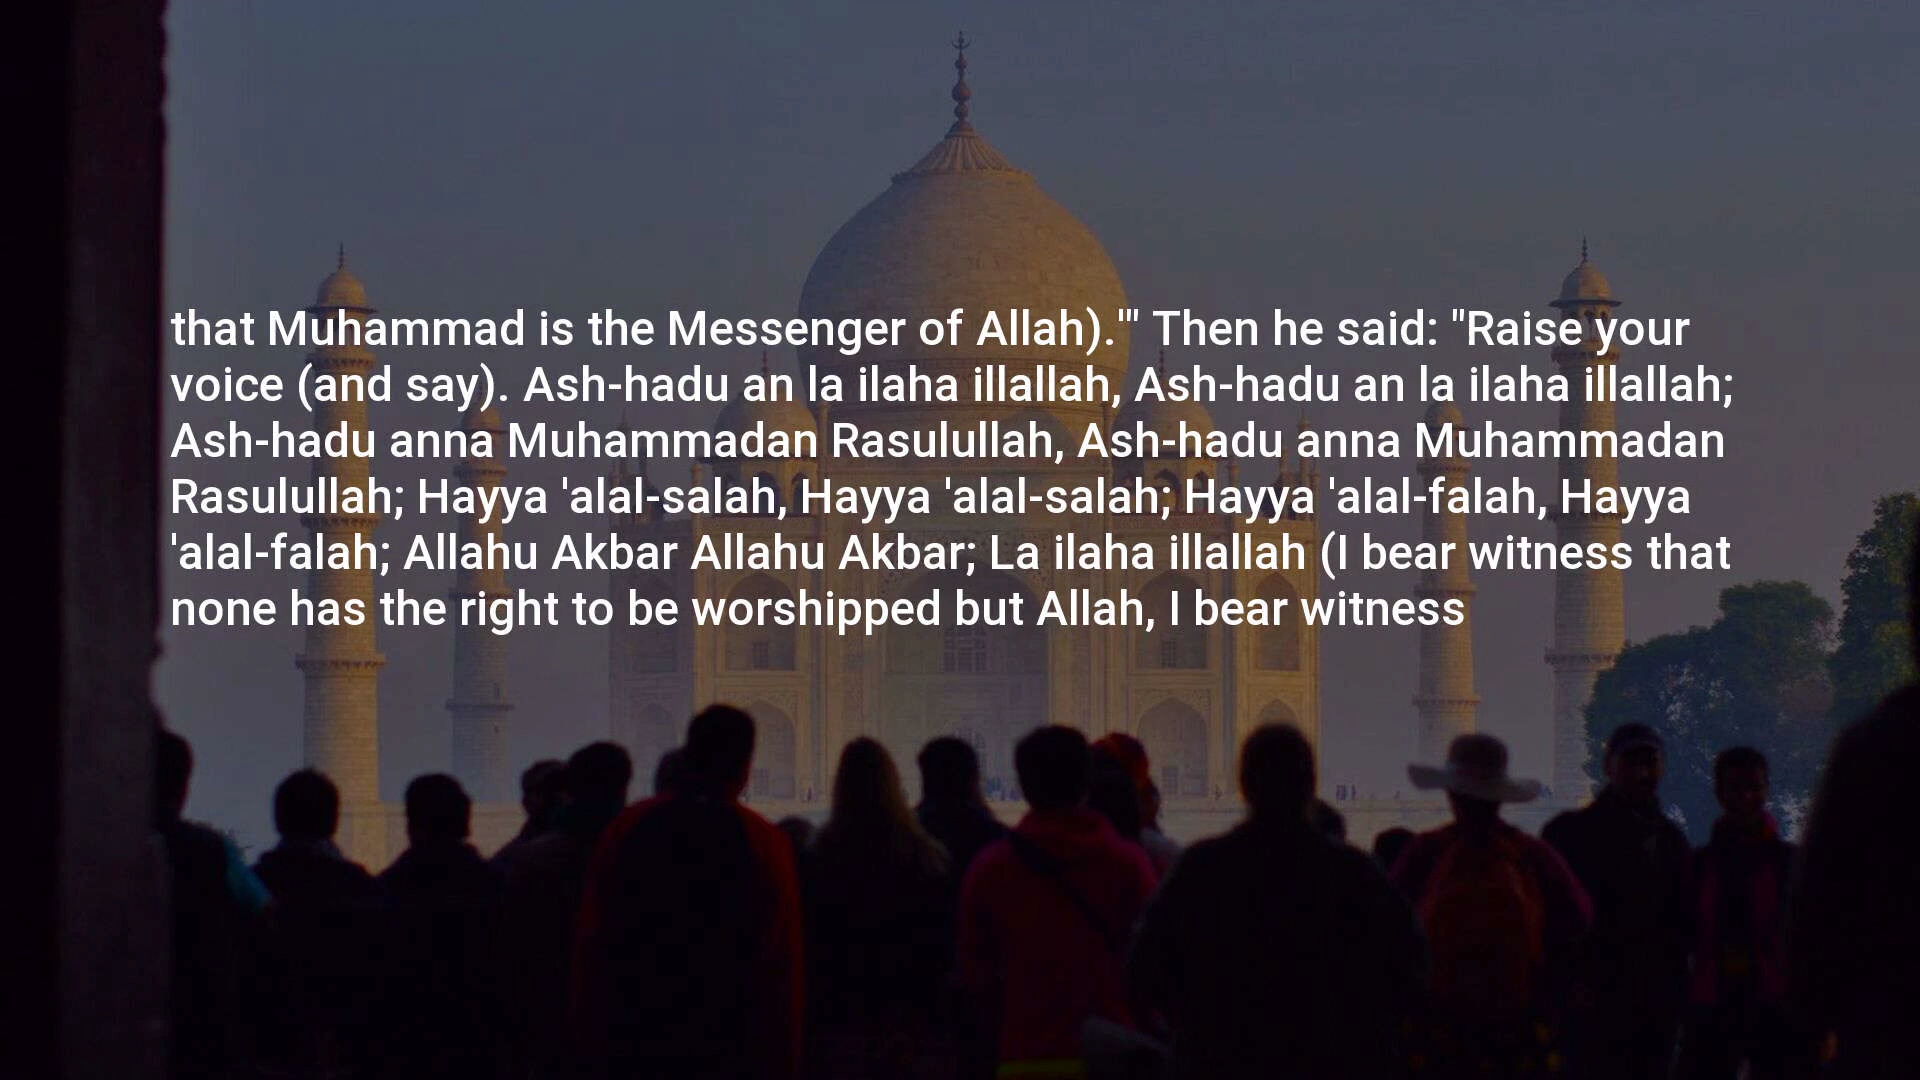 that Muhammad is the Messenger of Allah).'" Then he said: "Raise your
voice (and say). Ash-hadu an la ilaha illallah, Ash-hadu an la ilaha illallah;
Ash-hadu anna Muhammadan Rasulullah, Ash-hadu anna Muhammadan
Rasulullah; Hayya 'alal-salah, Hayya 'alal-salah; Hayya 'alal-falah, Hayya
'alal-falah; Allahu Akbar Allahu Akbar; La ilaha illallah (I bear witness that
none has the right to be worshipped but Allah, I bear witness